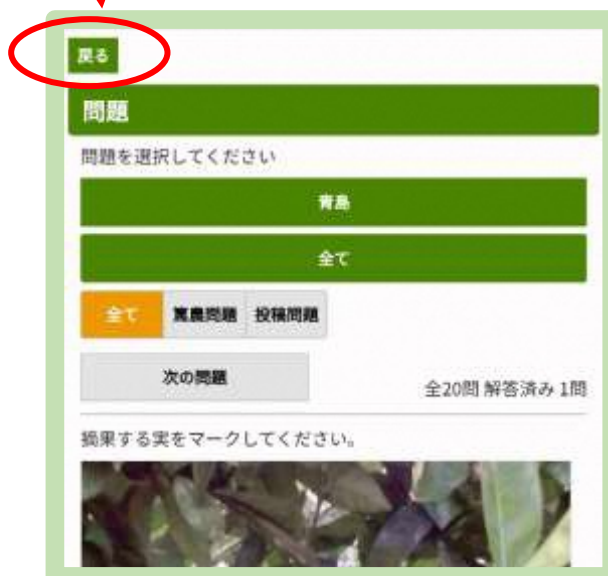 戻る
問題
問題を選択してください
青島
全て
全て 篤農問題 投稿問題
次の問題
全20問 解答済み 1問
摘果する実をマークしてください。